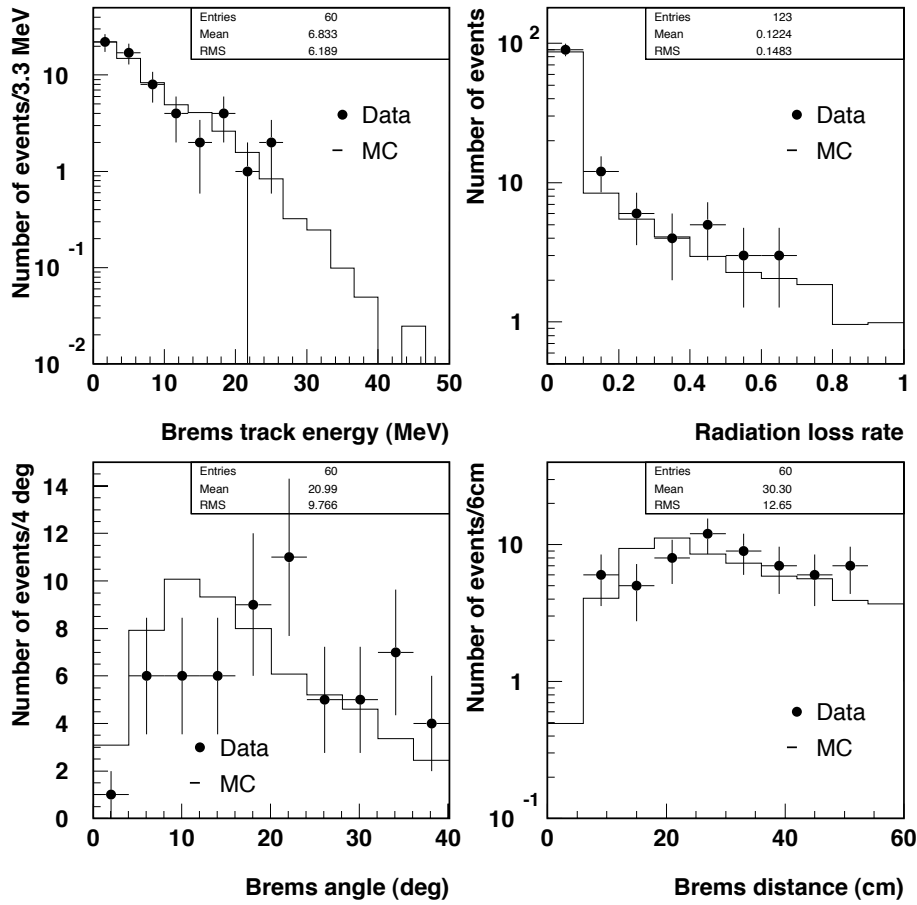 Number of events/3.3 MeV
Entries 60
Mean 6.833
RMS 6.189
10
1
10 -1
10 -2
Data
MC
0 10 20 30 40 50
Brems track energy (MeV)
Number of events
Entries 123
Mean 0.1224
RMS 0.1483
10 2
10
1
Data
MC
0 0.2 0.4 0.6 0.8 1
Radiation loss rate
Number of events/4 deg
Entries 60
Mean 20.99
RMS 9.766
14
12
10
8
6
4
2
0
Data
MC
0 10 20 30 40
Brems angle (deg)
Number of events/6cm
Entries 60
Mean 30.30
RMS 12.65
10
1
10 -1
Data
MC
0 20 40 60
Brems distance (cm)